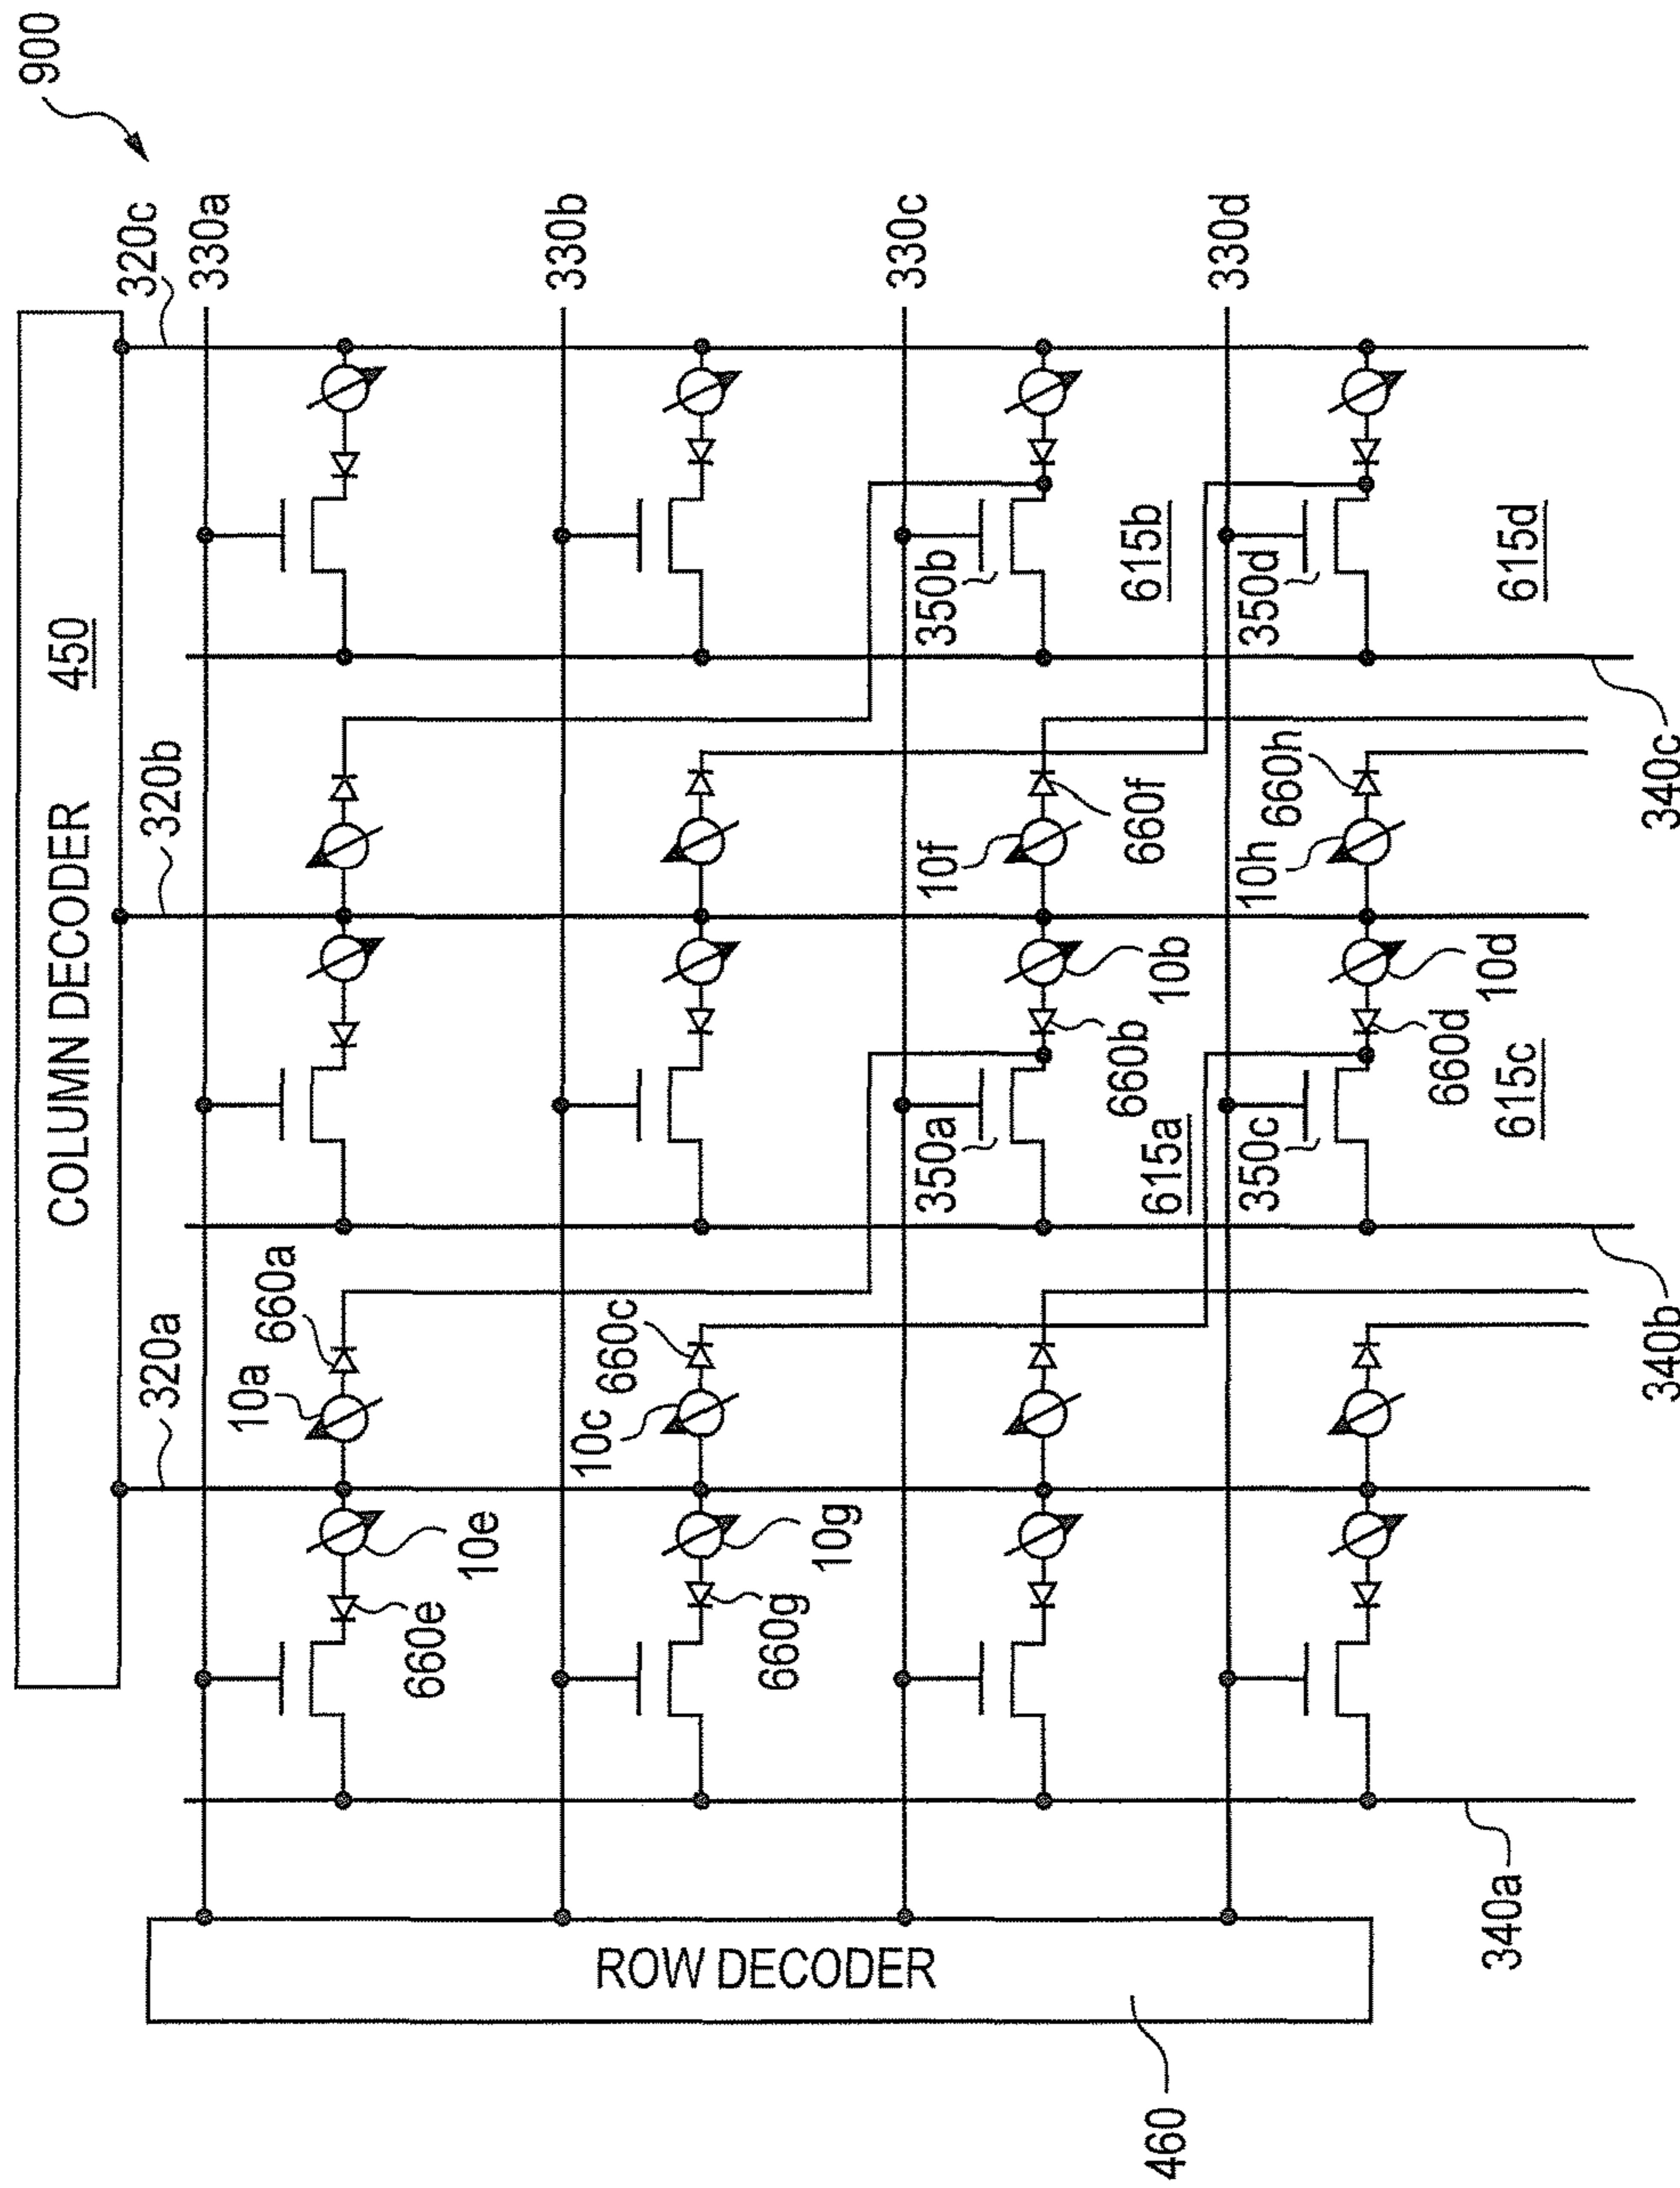 900
COLUMN DECODER 450
320a
320b
320c
330a
330b
330c
330d
10a
660a
10e
660e
10c
660c
10g
660g
350a
615a
660b
10b
10f
660f
350b
615b
350c
615c
660d
10d
10h
660h
350d
615d
340a
340b
340c
ROW DECODER
460